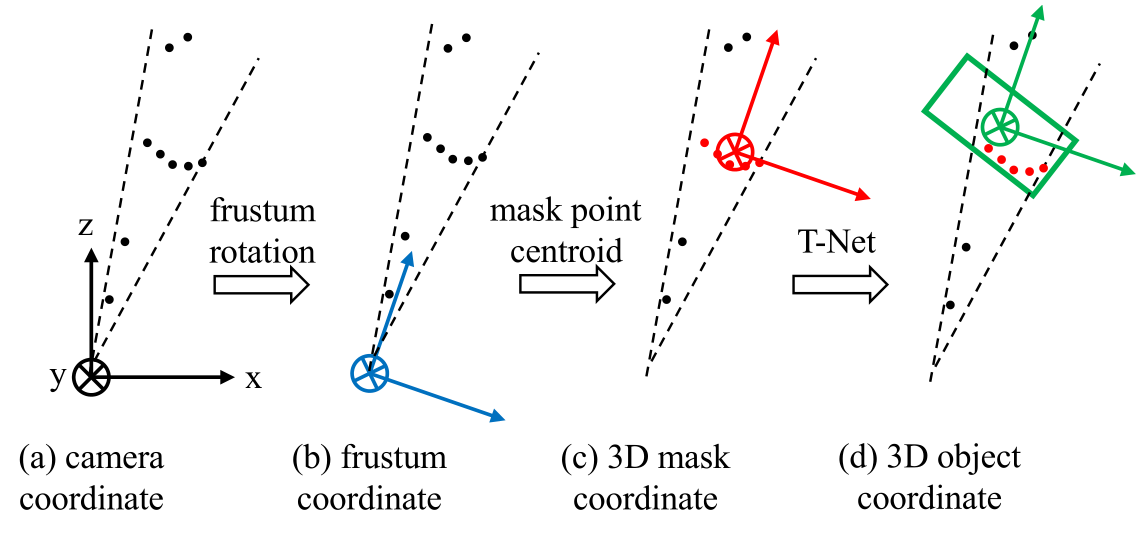 z
y
x
frustum
rotation
mask point
centroid
T-Net
(a) camera
coordinate
(b) frustum
coordinate
(c) 3D mask
coordinate
(d) 3D object
coordinate